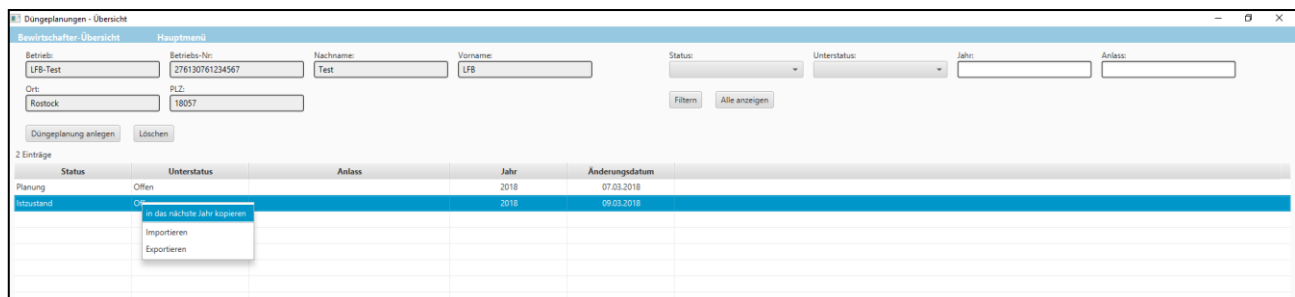 Düngeplanungen - Übersicht
Bewirtschafter-Übersicht Hauptmenü
Betrieb: Betriebs-Nr: Nachname: Vorname: Status: Unterstatus: Jahr: Anlass:
LFB-Test 276130761234567 Test LFB
Ort: PLZ:
Rostock 18057 Filtern Alle anzeigen
Düngeplanung anlegen Löschen
2 Einträge
Status Unterstatus Anlass Jahr Änderungsdatum
Planung Offen 2018 07.03.2018
Istzustand 2018 09.03.2018
in das nächste Jahr kopieren
Importieren
Exportieren